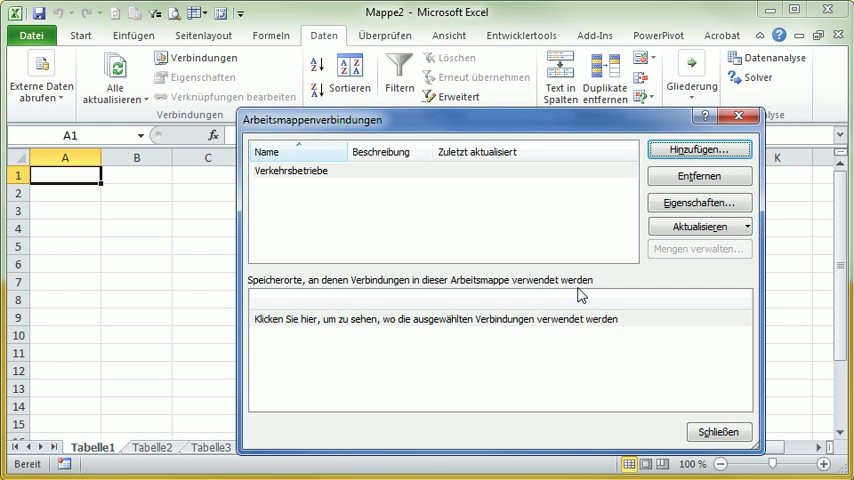 Mappe2 - Microsoft Excel
Datei Start Einfügen Seitenlayout Formeln Daten Überprüfen Ansicht Entwicklertools Add-Ins PowerPivot Acrobat
Externe Daten abrufen
Alle aktualisieren
Verbindungen
Eigenschaften
Verknüpfungen bearbeiten
Verbindungen
Sortieren
Filtern
Löschen
Erneut übernehmen
Erweitert
Text in Spalten
Duplikate entfernen
Gliederung
Datenanalyse
Solver
A1 fx
Arbeitsmappenverbindungen
Name Beschreibung Zuletzt aktualisiert
Verkehrsbetriebe
Hinzufügen...
Entfernen
Eigenschaften...
Aktualisieren
Mengen verwalten...
Speicherorte, an denen Verbindungen in dieser Arbeitsmappe verwendet werden
Klicken Sie hier, um zu sehen, wo die ausgewählten Verbindungen verwendet werden
Schließen
A B C K
1
2
3
4
5
6
7
8
9
10
11
12
13
14
15
Tabelle1 Tabelle2 Tabelle3
Bereit 100 %